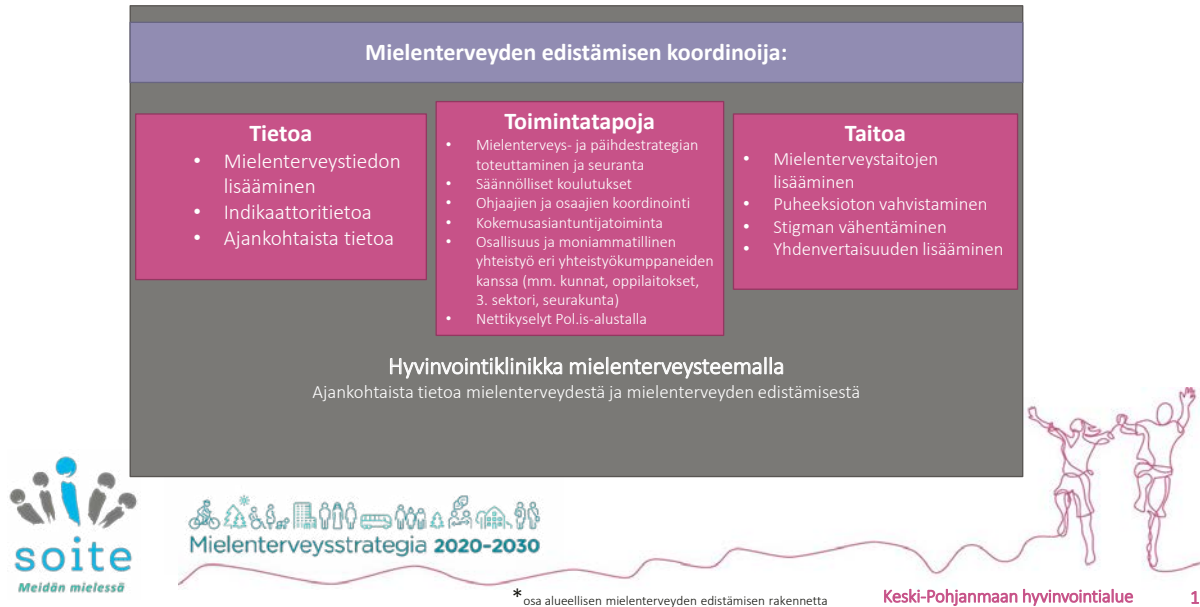 Mielenterveyden edistämisen koordinoija:
Tietoa
• Mielenterveystiedon
lisääminen
• Indikaattoritietoa
• Ajankohtaista tietoa
Toimintatapoja
• Mielenterveys- ja päihdestrategian
toteuttaminen ja seuranta
• Säännölliset koulutukset
• Ohjaajien ja osaajien koordinointi
• Kokemusasiantuntijatoiminta
• Osallisuus ja moniammatillinen
yhteistyö eri yhteistyökumppaneiden
kanssa (mm. kunnat, oppilaitokset,
3. sektori, seurakunta)
• Nettikyselyt Pol.is-alustalla
Taitoa
• Mielenterveystaitojen
lisääminen
• Puheeksioton vahvistaminen
• Stigman vähentäminen
• Yhdenvertaisuuden lisääminen
Hyvinvointiklinikka mielenterveysteemalla
Ajankohtaista tietoa mielenterveydestä ja mielenterveyden edistämisestä
soite
Meidän mielessä
Mielenterveysstrategia 2020-2030
* osa alueellisen mielenterveyden edistämisen rakennetta
Keski-Pohjanmaan hyvinvointialue
1